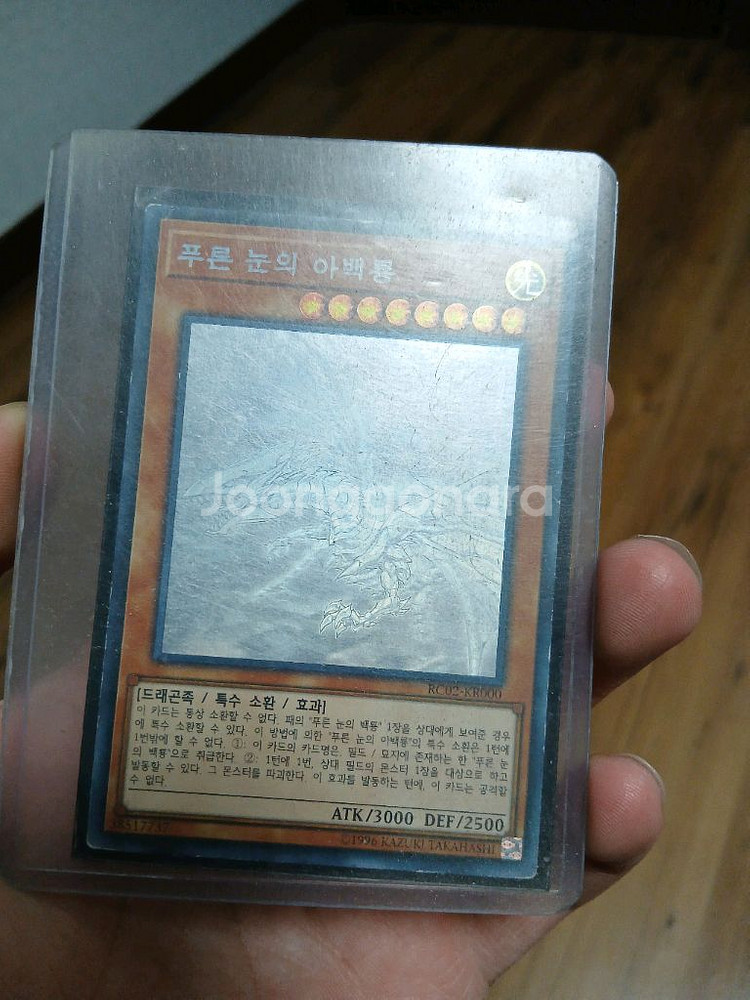 푸른 눈의 아백룡
光
Joonggonara
RC02-KR000
[드래곤족 / 특수 소환 / 효과]
이 카드는 통상 소환할 수 없다. 패의 "푸른 눈의 백룡" 1장을 상대에게 보여준 경우
에 특수 소환할 수 있다. 이 방법에 의한 "푸른 눈의 아백룡"의 특수 소환은 1턴에
1번밖에 할 수 없다. ①: 이 카드의 카드명은, 필드 / 묘지에 존재하는 한 "푸른 눈
의 백룡"으로 취급한다. ②: 1턴에 1번, 상대 필드의 몬스터 1장을 대상으로 하고
발동할 수 있다. 그 몬스터를 파괴한다. 이 효과를 발동하는 턴에, 이 카드는 공격할
수 없다.
ATK/3000 DEF/2500
©1996 KAZUKI TAKAHASHI